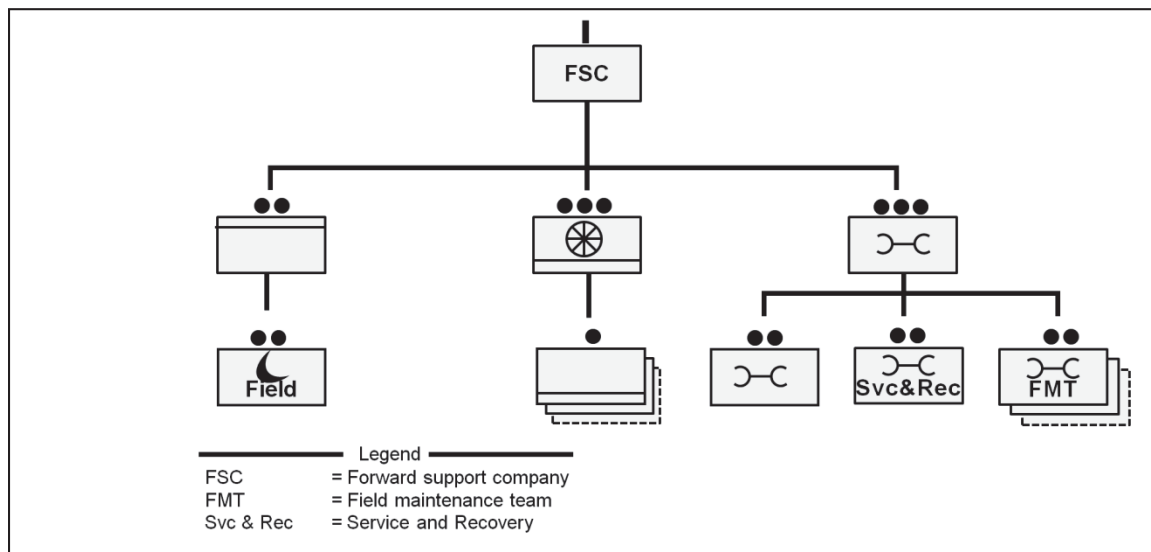 FSC
Field
Svc&Rec
FMT
Legend
FSC = Forward support company
FMT = Field maintenance team
Svc & Rec = Service and Recovery